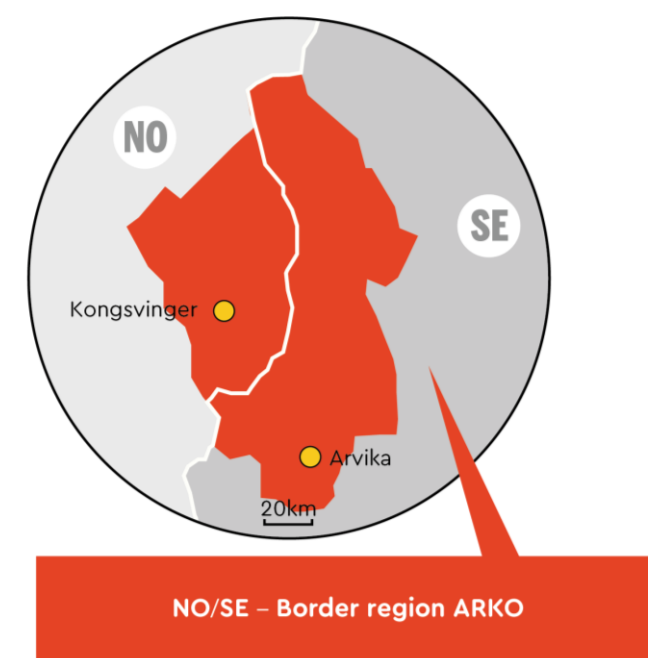 NO
SE
Kongsvinger
Arvika
20km
NO/SE – Border region ARKO